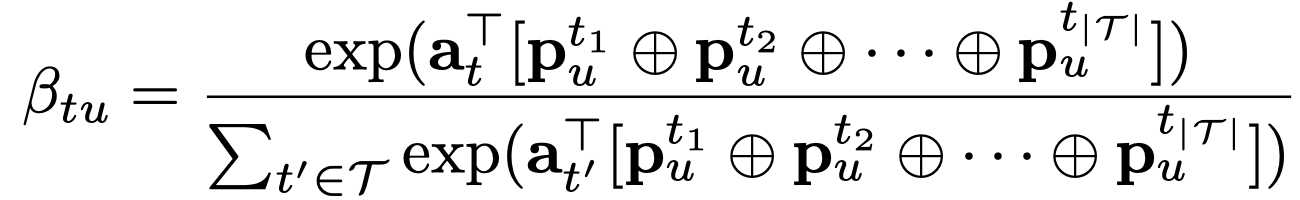 \beta_{tu} = \frac{\exp(\mathbf{a}_t^\top [\mathbf{p}_u^{t_1} \oplus \mathbf{p}_u^{t_2} \oplus \cdots \oplus \mathbf{p}_u^{t_{|\mathcal{T}|}}])}{\sum_{t' \in \mathcal{T}} \exp(\mathbf{a}_{t'}^\top [\mathbf{p}_u^{t_1} \oplus \mathbf{p}_u^{t_2} \oplus \cdots \oplus \mathbf{p}_u^{t_{|\mathcal{T}|}}])}